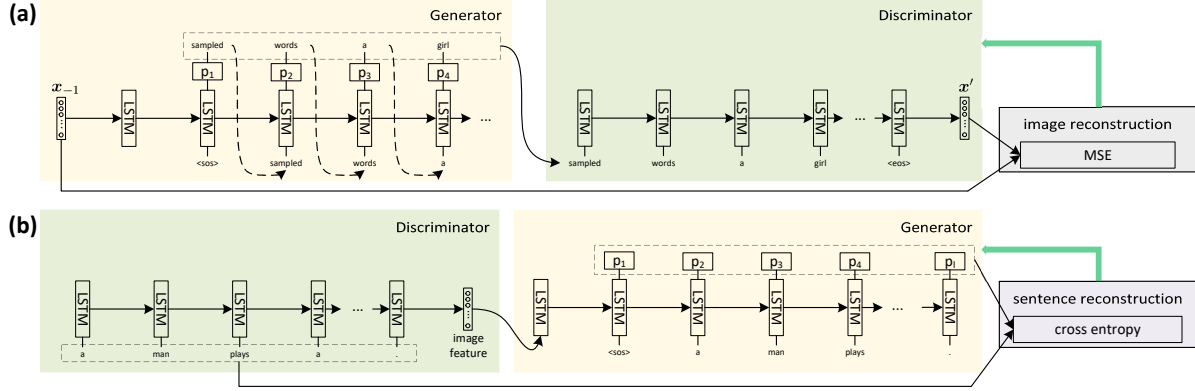 (a)
Generator
Discriminator
sampled words a girl
p1 p2 p3 p4
x−1
x′
LSTM LSTM LSTM LSTM LSTM ...
LSTM LSTM LSTM LSTM ... LSTM
<sos> sampled words a
sampled words a girl <eos>
image reconstruction
MSE
(b)
Discriminator
Generator
p1 p2 p3 p4 pl
LSTM LSTM LSTM LSTM ... LSTM
image
feature
LSTM LSTM LSTM LSTM LSTM ... LSTM
a man plays a .
<sos> a man plays .
sentence reconstruction
cross entropy